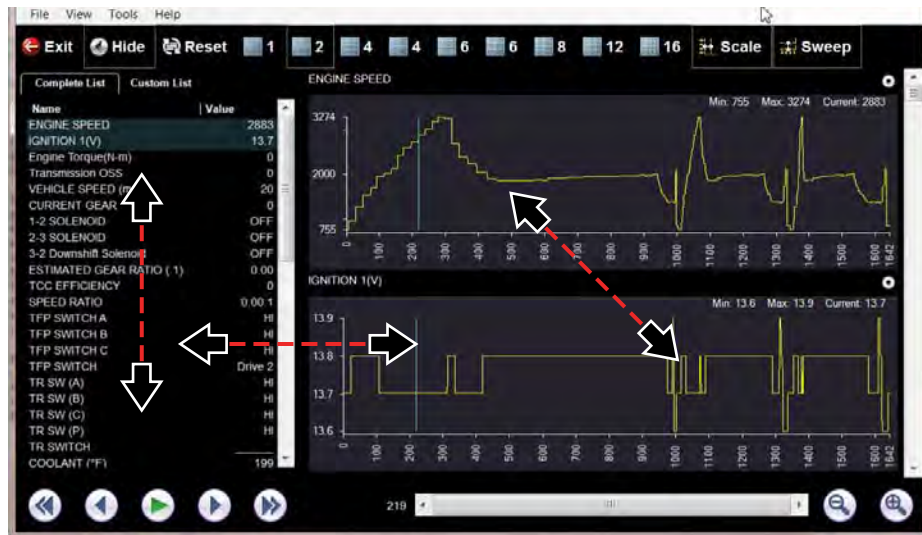 File View Tools Help
Exit Hide Reset 1 2 4 4 6 6 8 12 16 Scale Sweep
Complete List Custom List
Name Value
ENGINE SPEED 2883
IGNITION 1(V) 13.7
Engine Torque(N-m) 0
Transmission OSS 0
VEHICLE SPEED 20
CURRENT GEAR 0
1-2 SOLENOID OFF
2-3 SOLENOID OFF
3-2 Downshift Solenoid OFF
ESTIMATED GEAR RATIO ( 1) 0.00
TCC EFFICIENCY 0
SPEED RATIO 0.00 1
TFP SWITCH A HI
TFP SWITCH B HI
TFP SWITCH C HI
TFP SWITCH Drive 2
TR SW (A) HI
TR SW (B) HI
TR SW (C) HI
TR SW (P) HI
TR SWITCH
COOLANT (°F) 199
ENGINE SPEED
Min: 755 Max: 3274 Current: 2883
3274
2000
755
0 100 200 300 400 500 600 700 800 900 1000 1100 1200 1300 1400 1500 1600 1642
IGNITION 1(V)
Min: 13.6 Max: 13.9 Current: 13.7
13.9
13.8
13.7
13.6
0 100 200 300 400 500 600 700 800 900 1000 1100 1200 1300 1400 1500 1600 1642
219